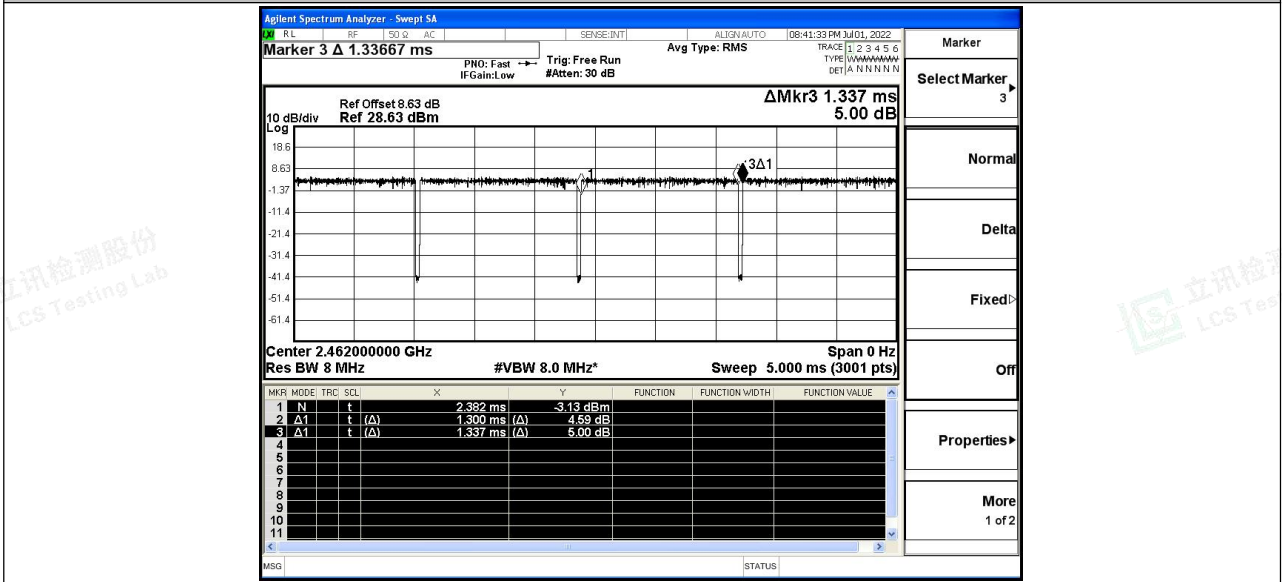 Agilent Spectrum Analyzer - Swept SA
LXI RL RF 50 Ω AC SENSE:INT ALIGN AUTO 08:41:33 PM Jul 01, 2022
Marker 3 Δ 1.33667 ms
PNO: Fast
IFGain:Low
Trig: Free Run
#Atten: 30 dB
Avg Type: RMS
TRACE 1 2 3 4 5 6
TYPE
DET A N N N N N
Marker
Select Marker
3
Normal
Delta
Fixed
Off
Properties
More
1 of 2
ΔMkr3 1.337 ms
5.00 dB
Ref Offset 8.63 dB
10 dB/div Ref 28.63 dBm
Log
18.6
8.63
-1.37
-11.4
-21.4
-31.4
-41.4
-51.4
-61.4
1
3Δ1
Center 2.462000000 GHz Span 0 Hz
Res BW 8 MHz #VBW 8.0 MHz* Sweep 5.000 ms (3001 pts)
MKR MODE TRC SCL X Y FUNCTION FUNCTION WIDTH FUNCTION VALUE
1 N t 2.382 ms -3.13 dBm
2 Δ1 t (Δ) 1.300 ms (Δ) 4.59 dB
3 Δ1 t (Δ) 1.337 ms (Δ) 5.00 dB
4
5
6
7
8
9
10
11
MSG STATUS
立讯检测股份
LCS Testing Lab
LCS
立讯检测
LCS Test